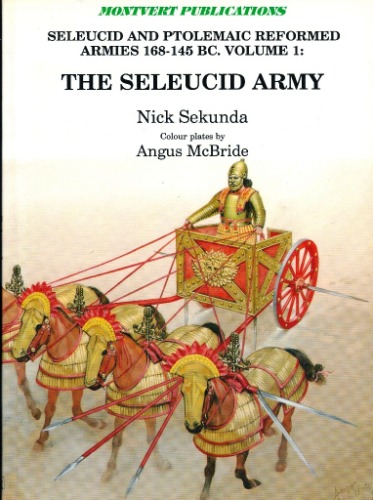 MONTVERT PUBLICATIONS
SELEUCID AND PTOLEMAIC REFORMED
ARMIES 168-145 BC. VOLUME 1:
THE SELEUCID ARMY
Nick Sekunda
Colour plates by
Angus McBride